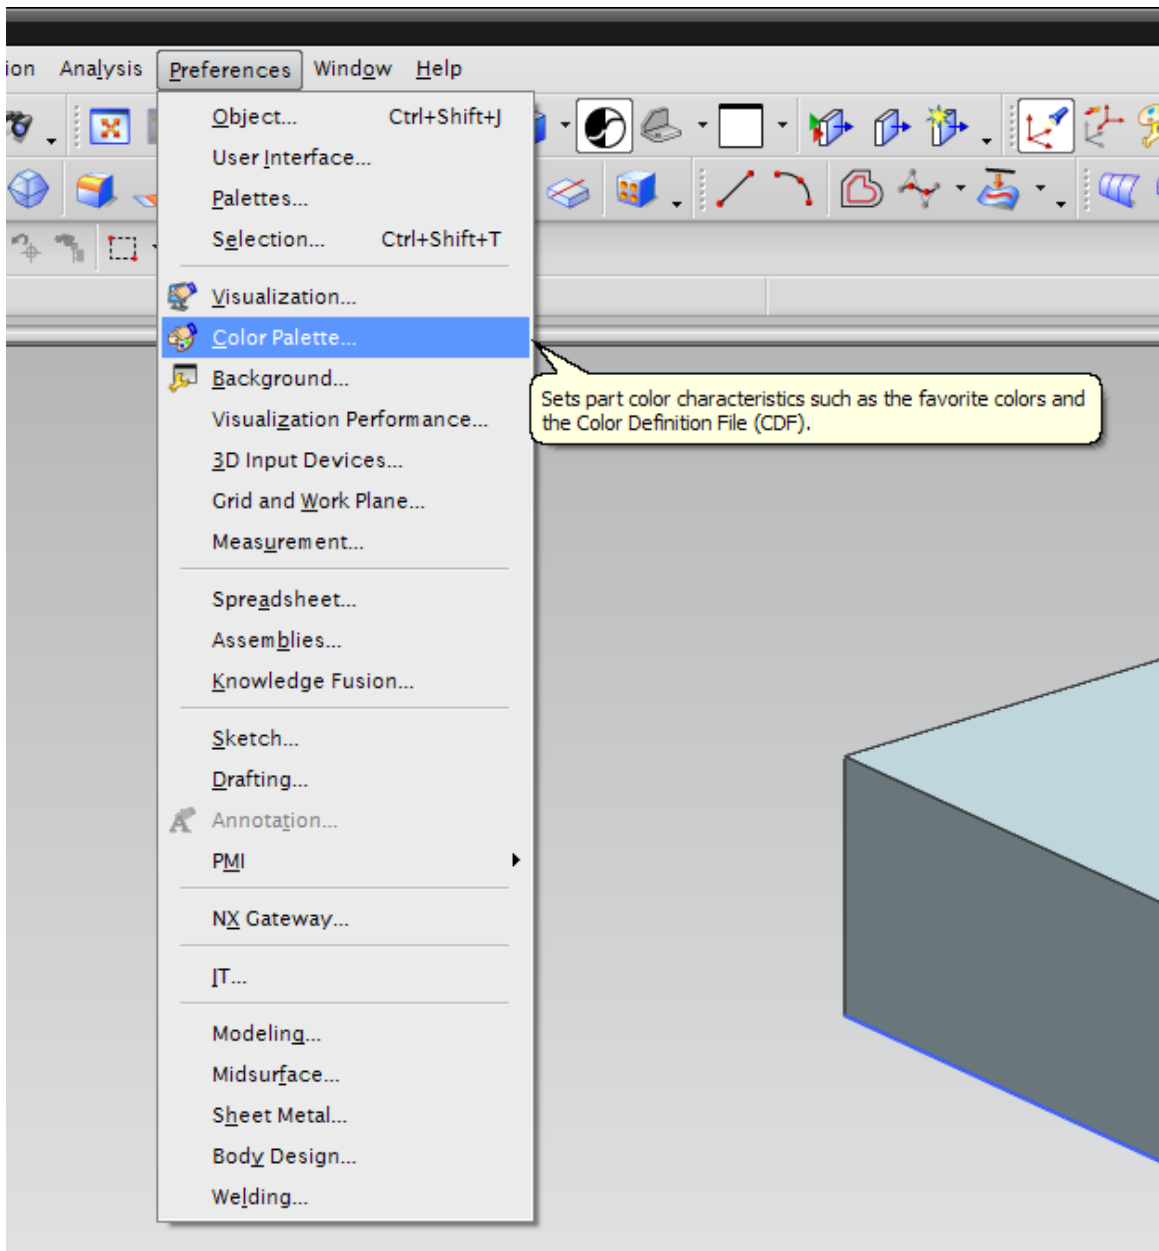 ion Analysis Preferences Window Help
Object... Ctrl+Shift+J
User Interface...
Palettes...
Selection... Ctrl+Shift+T
Visualization...
Color Palette...
Background...
Sets part color characteristics such as the favorite colors and
the Color Definition File (CDF).
Visualization Performance...
3D Input Devices...
Grid and Work Plane...
Measurement...
Spreadsheet...
Assemblies...
Knowledge Fusion...
Sketch...
Drafting...
Annotation...
PMI
NX Gateway...
JT...
Modeling...
Midsurface...
Sheet Metal...
Body Design...
Welding...